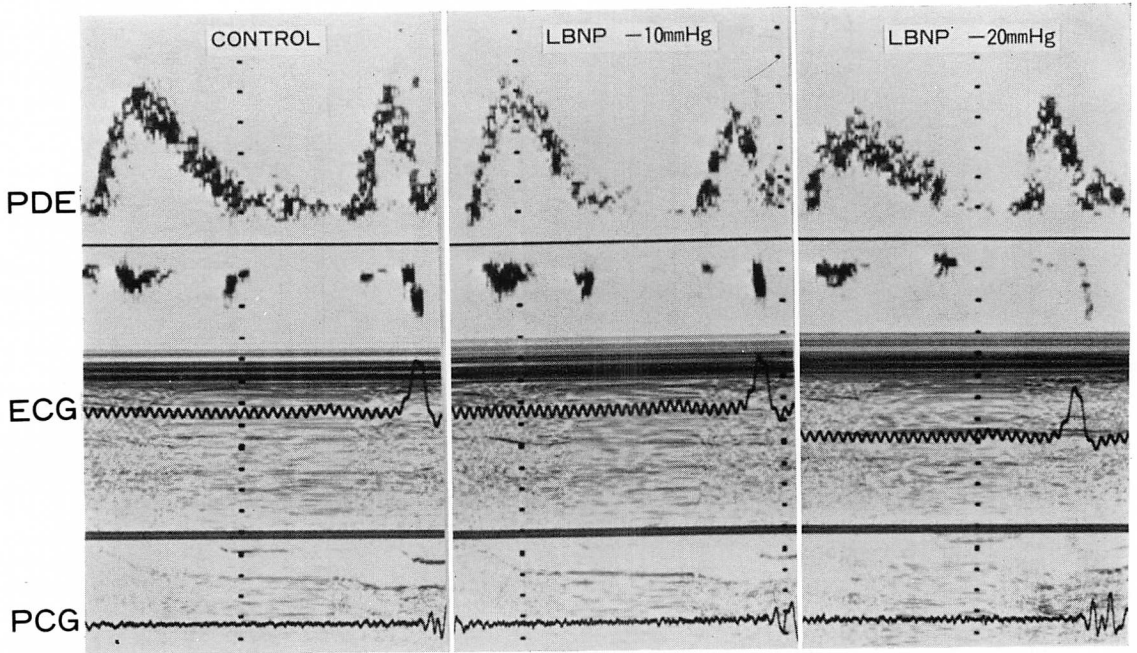 CONTROL
LBNP −10mmHg
LBNP −20mmHg
PDE
ECG
PCG